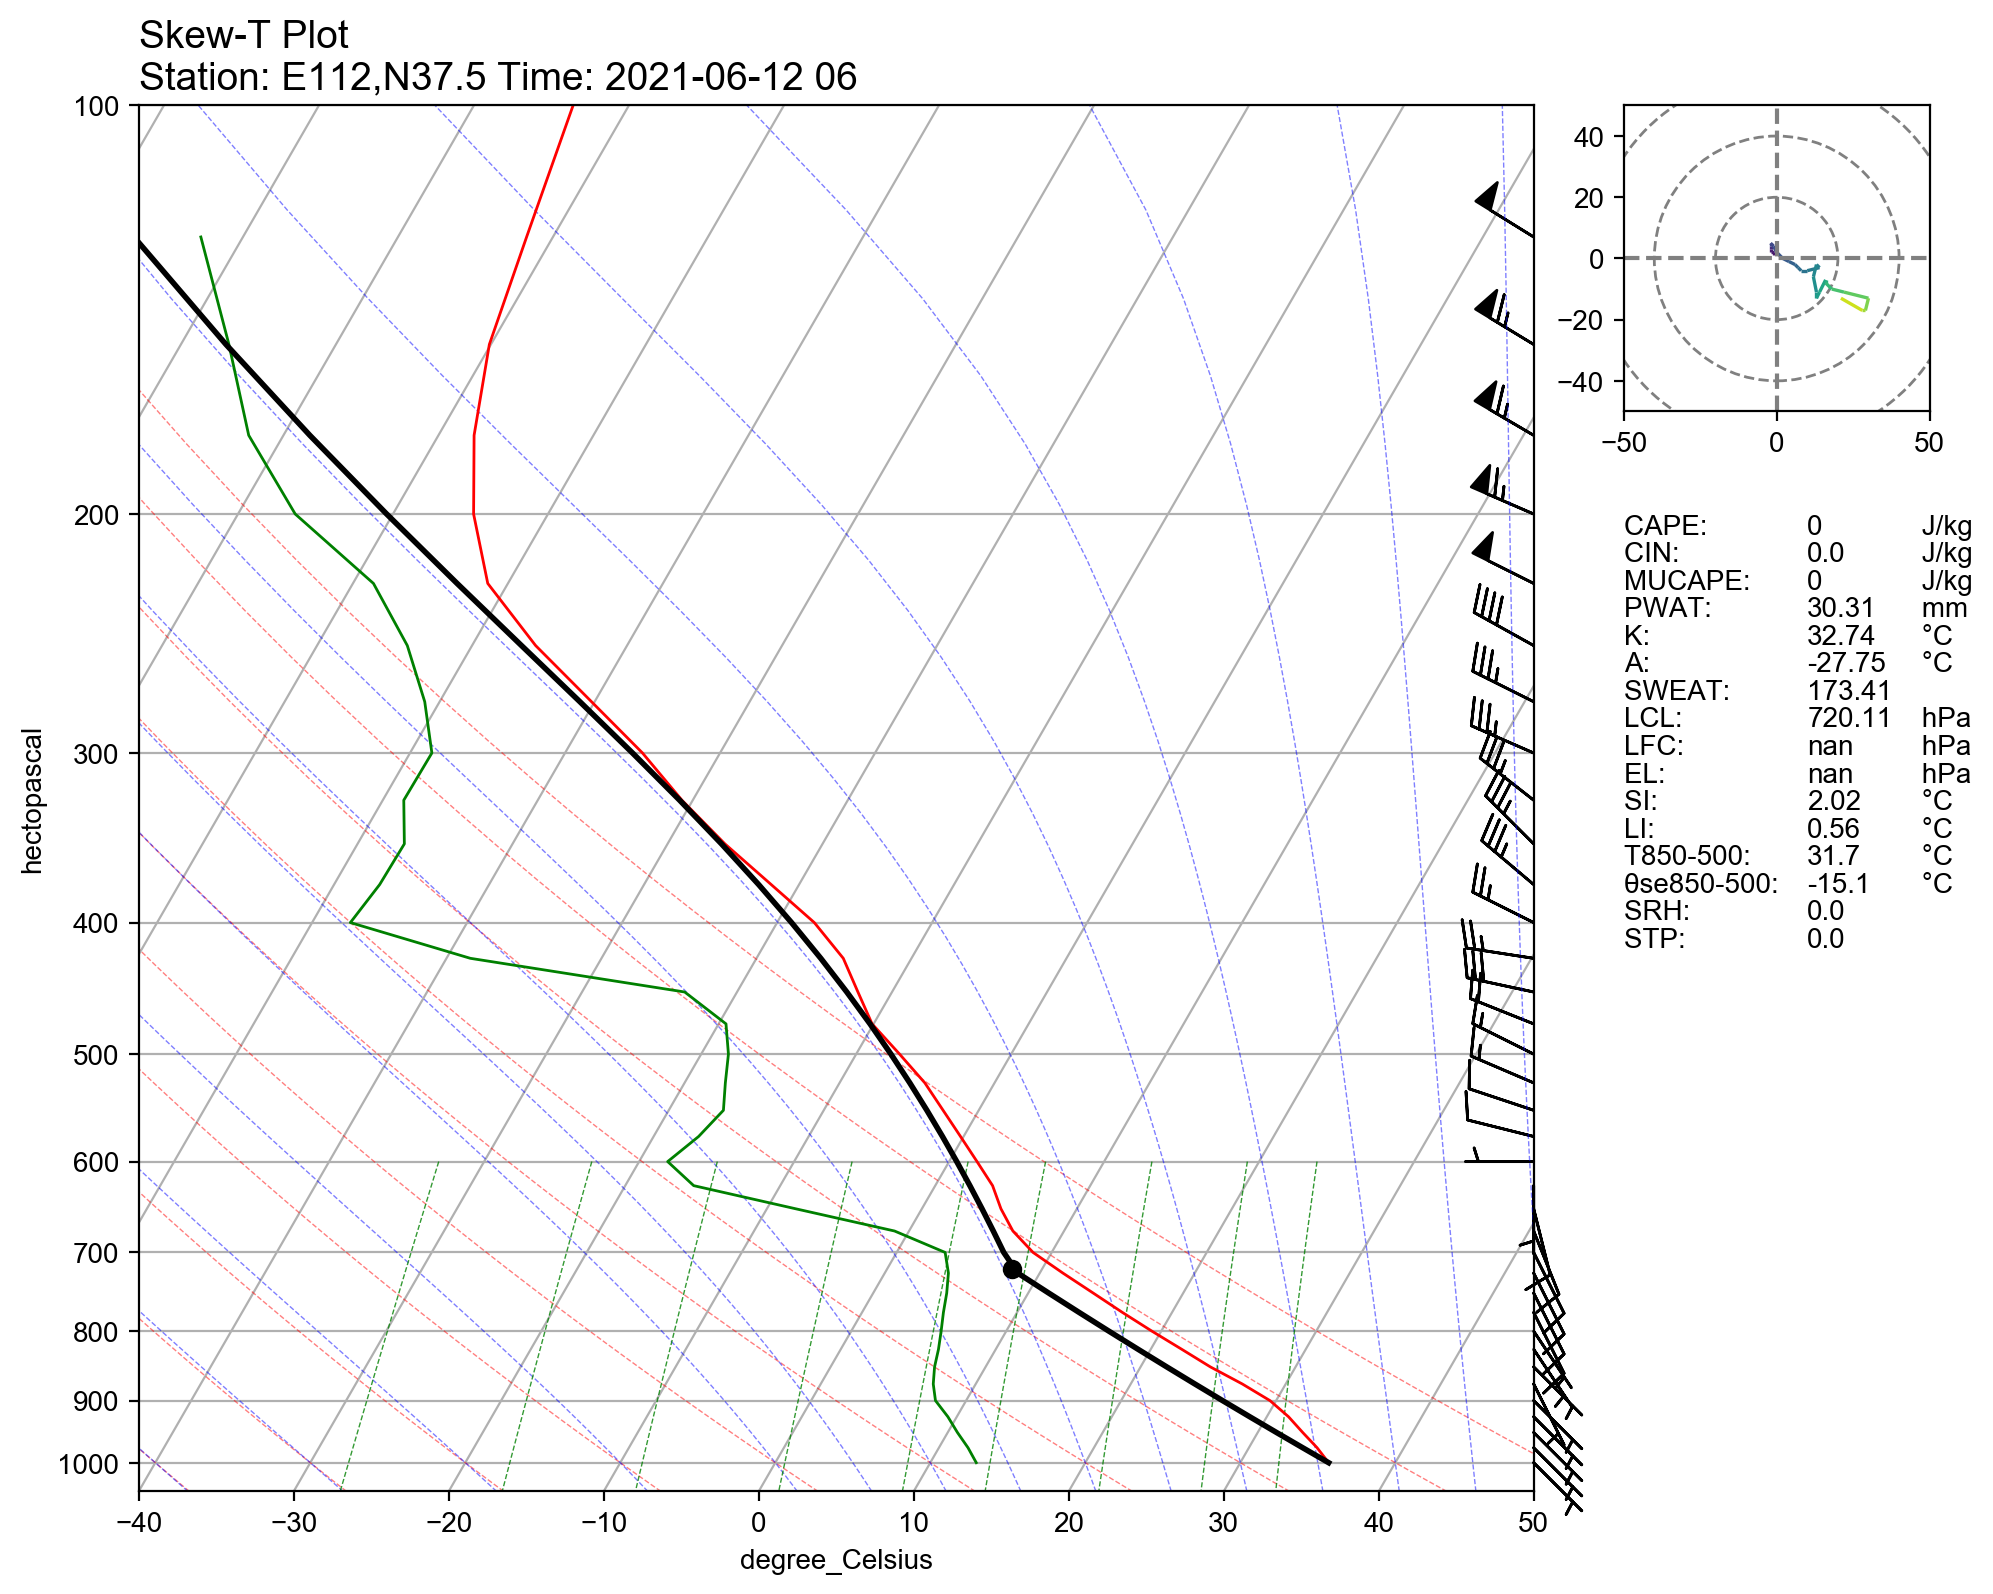 Skew-T Plot
Station: E112,N37.5 Time: 2021-06-12 06
100
200
300
400
500
600
700
800
900
1000
hectopascal
−40 −30 −20 −10 0 10 20 30 40 50
degree_Celsius
40
20
0
−20
−40
−50 0 50
CAPE: 0 J/kg
CIN: 0.0 J/kg
MUCAPE: 0 J/kg
PWAT: 30.31 mm
K: 32.74 °C
A: -27.75 °C
SWEAT: 173.41
LCL: 720.11 hPa
LFC: nan hPa
EL: nan hPa
SI: 2.02 °C
LI: 0.56 °C
T850-500: 31.7 °C
θse850-500: -15.1 °C
SRH: 0.0
STP: 0.0